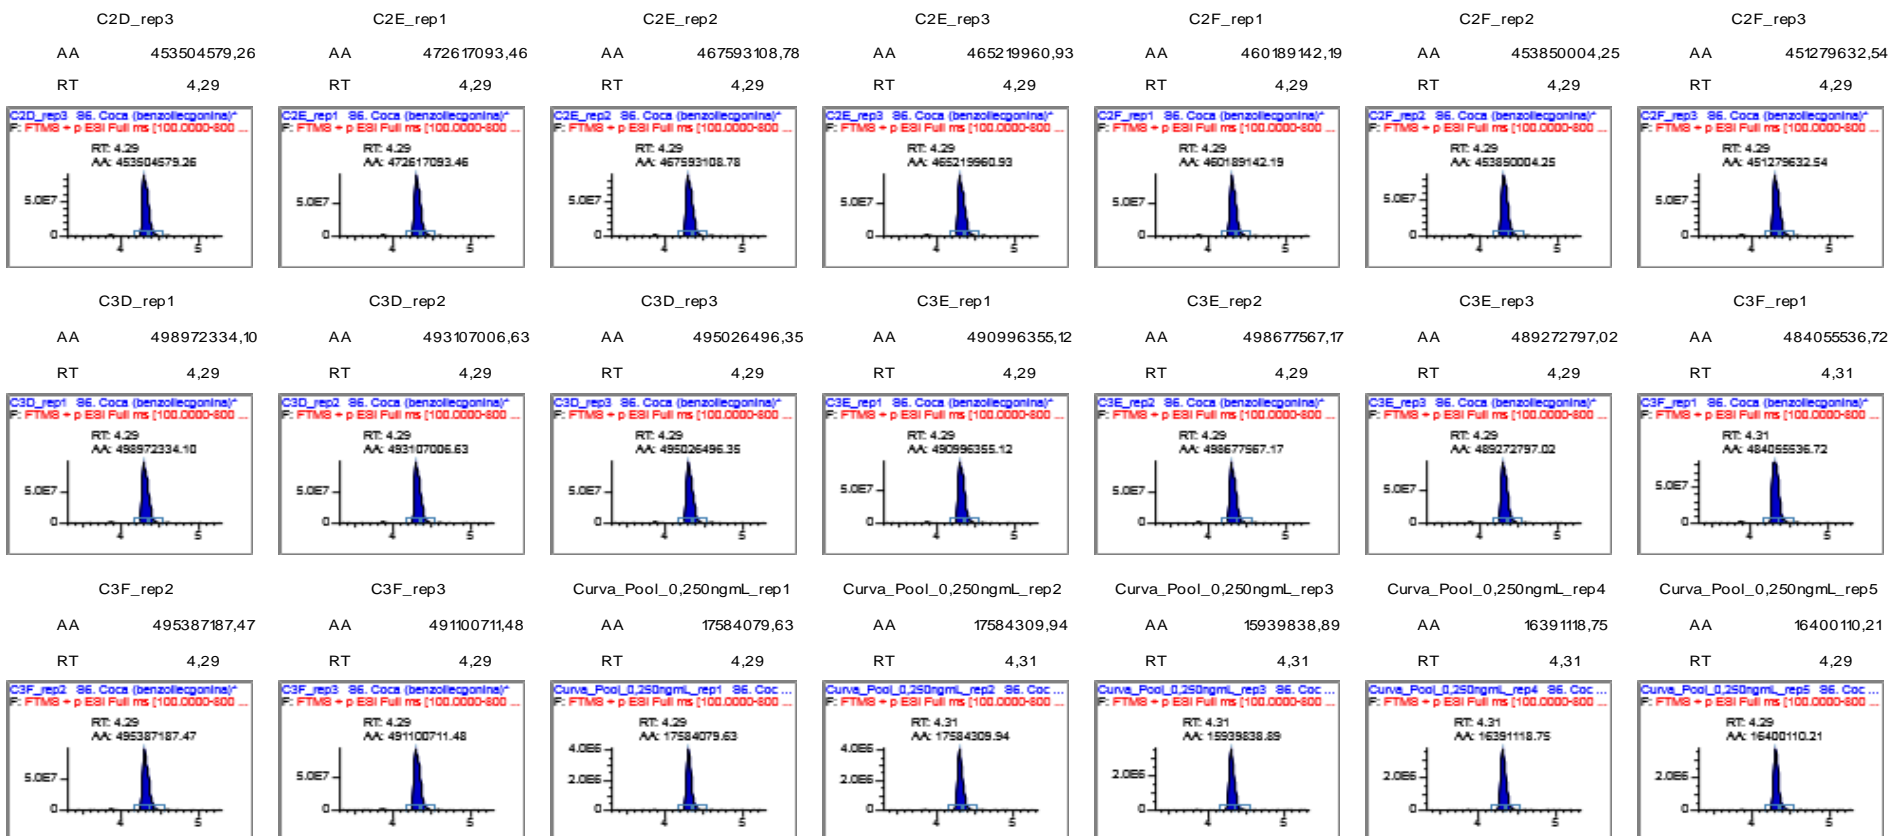 C2D_rep3 C2E_rep1 C2E_rep2 C2E_rep3 C2F_rep1 C2F_rep2 C2F_rep3
AA 453504579,26 AA 472617093,46 AA 467593108,78 AA 465219960,93 AA 460189142,19 AA 453850004,25 AA 451279632,54
RT 4,29 RT 4,29 RT 4,29 RT 4,29 RT 4,29 RT 4,29 RT 4,29
C2D_rep3 86. Coca (benzoilecgonina)* C2E_rep1 86. Coca (benzoilecgonina)* C2E_rep2 86. Coca (benzoilecgonina)* C2E_rep3 86. Coca (benzoilecgonina)* C2F_rep1 86. Coca (benzoilecgonina)* C2F_rep2 86. Coca (benzoilecgonina)* C2F_rep3 86. Coca (benzoilecgonina)*
F: FTMS + p ESI Full ms [100.0000-800 ... F: FTMS + p ESI Full ms [100.0000-800 ... F: FTMS + p ESI Full ms [100.0000-800 ... F: FTMS + p ESI Full ms [100.0000-800 ... F: FTMS + p ESI Full ms [100.0000-800 ... F: FTMS + p ESI Full ms [100.0000-800 ... F: FTMS + p ESI Full ms [100.0000-800 ...
RT: 4.29 RT: 4.29 RT: 4.29 RT: 4.29 RT: 4.29 RT: 4.29 RT: 4.29
AA: 453504579.26 AA: 472617093.46 AA: 467593108.78 AA: 465219960.93 AA: 460189142.19 AA: 453850004.25 AA: 451279632.54
5.0E7 5.0E7 5.0E7 5.0E7 5.0E7 5.0E7 5.0E7
0 0 0 0 0 0 0
4 5 4 5 4 5 4 5 4 5 4 5 4 5
C3D_rep1 C3D_rep2 C3D_rep3 C3E_rep1 C3E_rep2 C3E_rep3 C3F_rep1
AA 498972334,10 AA 493107006,63 AA 495026496,35 AA 490996355,12 AA 498677567,17 AA 489272797,02 AA 484055536,72
RT 4,29 RT 4,29 RT 4,29 RT 4,29 RT 4,29 RT 4,29 RT 4,31
C3D_rep1 86. Coca (benzoilecgonina)* C3D_rep2 86. Coca (benzoilecgonina)* C3D_rep3 86. Coca (benzoilecgonina)* C3E_rep1 86. Coca (benzoilecgonina)* C3E_rep2 86. Coca (benzoilecgonina)* C3E_rep3 86. Coca (benzoilecgonina)* C3F_rep1 86. Coca (benzoilecgonina)*
F: FTMS + p ESI Full ms [100.0000-800 ... F: FTMS + p ESI Full ms [100.0000-800 ... F: FTMS + p ESI Full ms [100.0000-800 ... F: FTMS + p ESI Full ms [100.0000-800 ... F: FTMS + p ESI Full ms [100.0000-800 ... F: FTMS + p ESI Full ms [100.0000-800 ... F: FTMS + p ESI Full ms [100.0000-800 ...
RT: 4.29 RT: 4.29 RT: 4.29 RT: 4.29 RT: 4.29 RT: 4.29 RT: 4.31
AA: 498972334.10 AA: 493107006.63 AA: 495026496.35 AA: 490996355.12 AA: 498677567.17 AA: 489272797.02 AA: 484055536.72
5.0E7 5.0E7 5.0E7 5.0E7 5.0E7 5.0E7 5.0E7
0 0 0 0 0 0 0
4 5 4 5 4 5 4 5 4 5 4 5 4 5
C3F_rep2 C3F_rep3 Curva_Pool_0,250ngmL_rep1 Curva_Pool_0,250ngmL_rep2 Curva_Pool_0,250ngmL_rep3 Curva_Pool_0,250ngmL_rep4 Curva_Pool_0,250ngmL_rep5
AA 495387187,47 AA 491100711,48 AA 17584079,63 AA 17584309,94 AA 15939838,89 AA 16391118,75 AA 16400110,21
RT 4,29 RT 4,29 RT 4,29 RT 4,31 RT 4,31 RT 4,31 RT 4,29
C3F_rep2 86. Coca (benzoilecgonina)* C3F_rep3 86. Coca (benzoilecgonina)* Curva_Pool_0,250ngmL_rep1 86. Coc ... Curva_Pool_0,250ngmL_rep2 86. Coc ... Curva_Pool_0,250ngmL_rep3 86. Coc ... Curva_Pool_0,250ngmL_rep4 86. Coc ... Curva_Pool_0,250ngmL_rep5 86. Coc ...
F: FTMS + p ESI Full ms [100.0000-800 ... F: FTMS + p ESI Full ms [100.0000-800 ... F: FTMS + p ESI Full ms [100.0000-800 ... F: FTMS + p ESI Full ms [100.0000-800 ... F: FTMS + p ESI Full ms [100.0000-800 ... F: FTMS + p ESI Full ms [100.0000-800 ... F: FTMS + p ESI Full ms [100.0000-800 ...
RT: 4.29 RT: 4.29 RT: 4.29 RT: 4.31 RT: 4.31 RT: 4.31 RT: 4.29
AA: 495387187.47 AA: 491100711.48 AA: 17584079.63 AA: 17584309.94 AA: 15939838.89 AA: 16391118.75 AA: 16400110.21
4.0E6 4.0E6
5.0E7 5.0E7 2.0E6 2.0E6 2.0E6 2.0E6 2.0E6
0 0 0 0 0 0 0
4 5 4 5 4 5 4 5 4 5 4 5 4 5